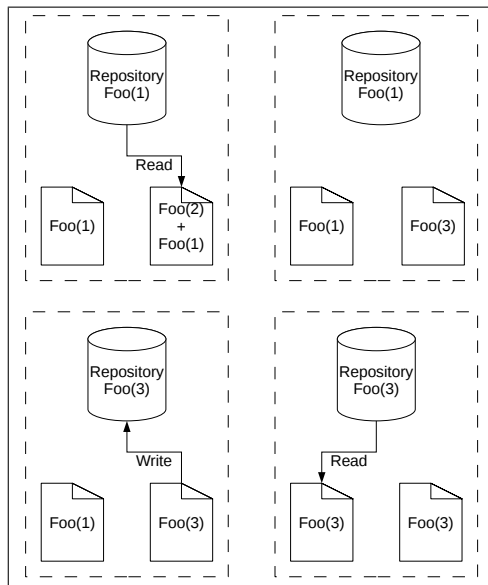 Repository
Foo(1)
Read
Foo(1)
Foo(2)
+
Foo(1)
Repository
Foo(1)
Foo(1)
Foo(3)
Repository
Foo(3)
Write
Foo(1)
Foo(3)
Repository
Foo(3)
Read
Foo(3)
Foo(3)